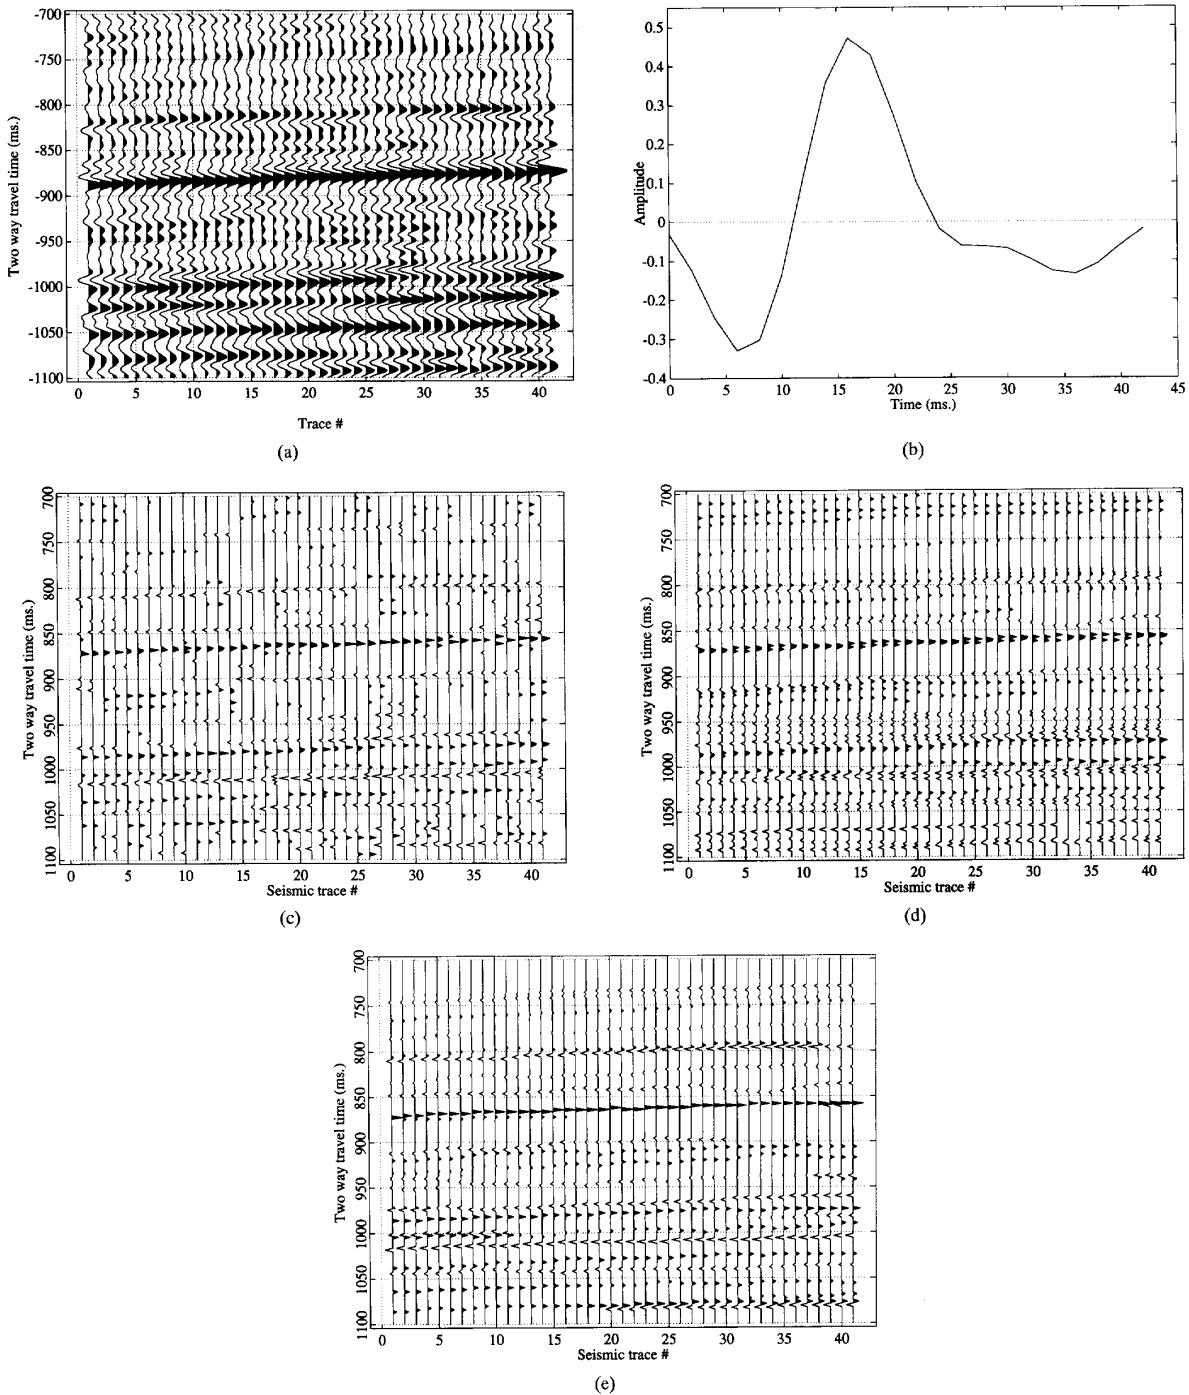 -700
-750
-800
-850
-900
-950
-1000
-1050
-1100
Two way travel time (ms.)
0 5 10 15 20 25 30 35 40
Trace #
(a)
0.5
0.4
0.3
0.2
0.1
0
-0.1
-0.2
-0.3
-0.4
Amplitude
0 5 10 15 20 25 30 35 40 45
Time (ms.)
(b)
700
750
800
850
900
950
1000
1050
1100
Two way travel time (ms.)
0 5 10 15 20 25 30 35 40
Seismic trace #
(c)
700
750
800
850
900
950
1000
1050
1100
Two way travel time (ms.)
0 5 10 15 20 25 30 35 40
Seismic trace #
(d)
700
750
800
850
900
950
1000
1050
1100
Two way travel time (ms.)
0 5 10 15 20 25 30 35 40
Seismic trace #
(e)